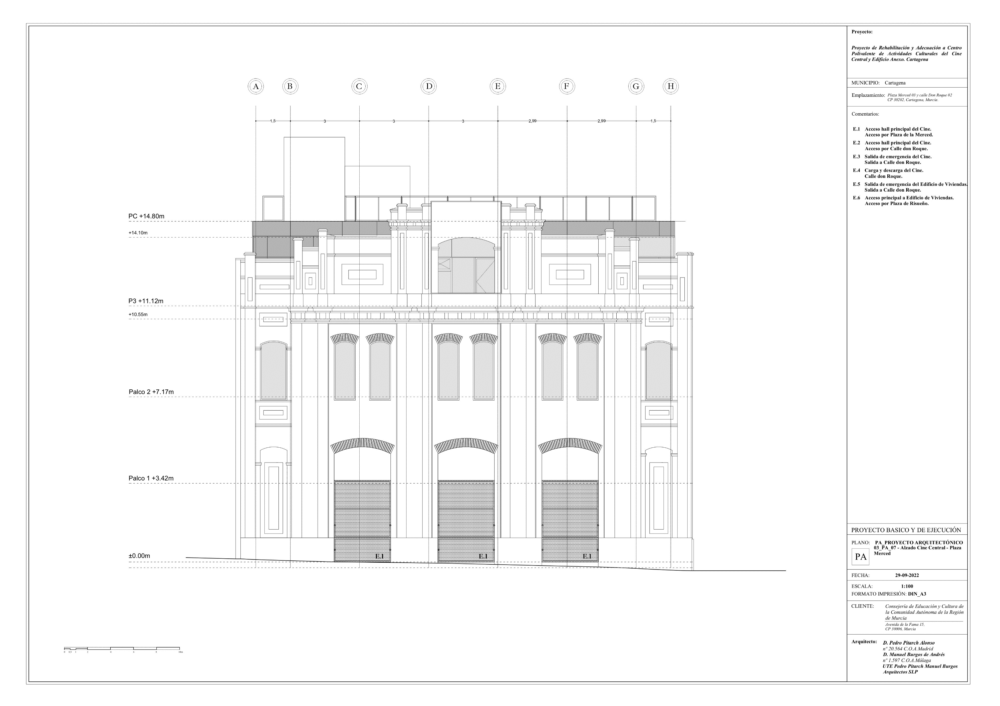 A B C D E F G H
1,5 3 3 3 2,99 2,99 1,5
PC +14.80m
+14.10m
P3 +11.12m
+10.55m
Palco 2 +7.17m
Palco 1 +3.42m
±0.00m
E.1 E.1 E.1
0 0,5 1 2 4 6 8 10m
Proyecto:
Proyecto de Rehabilitación y Adecuación a Centro
Polivalente de Actividades Culturales del Cine
Central y Edificio Anexo. Cartagena
MUNICIPIO: Cartagena
Emplazamiento: Plaza Merced 03 y calle Don Roque 02
CP 30202, Cartagena, Murcia.
Comentarios:
E.1 Acceso hall principal del Cine.
Acceso por Plaza de la Merced.
E.2 Acceso hall principal del Cine.
Acceso por Calle don Roque.
E.3 Salida de emergencia del Cine.
Salida a Calle don Roque.
E.4 Carga y descarga del Cine.
Calle don Roque.
E.5 Salida de emergencia del Edificio de Viviendas.
Salida a Calle don Roque.
E.6 Acceso principal a Edificio de Viviendas.
Acceso por Plaza de Risueño.
PROYECTO BASICO Y DE EJECUCIÓN
PLANO: PA_PROYECTO ARQUITECTÓNICO
03_PA_07 - Alzado Cine Central - Plaza
Merced
PA
FECHA: 29-09-2022
ESCALA: 1:100
FORMATO IMPRESIÓN: DIN_A3
CLIENTE: Consejería de Educación y Cultura de
la Comunidad Autónoma de la Región
de Murcia
Avenida de la Fama 15,
CP 30006, Murcia
Arquitecto: D. Pedro Pitarch Alonso
nº 20.564 C.O.A.Madrid
D. Manuel Burgos de Andrés
nº 1.597 C.O.A.Málaga
UTE Pedro Pitarch Manuel Burgos
Arquitectos SLP